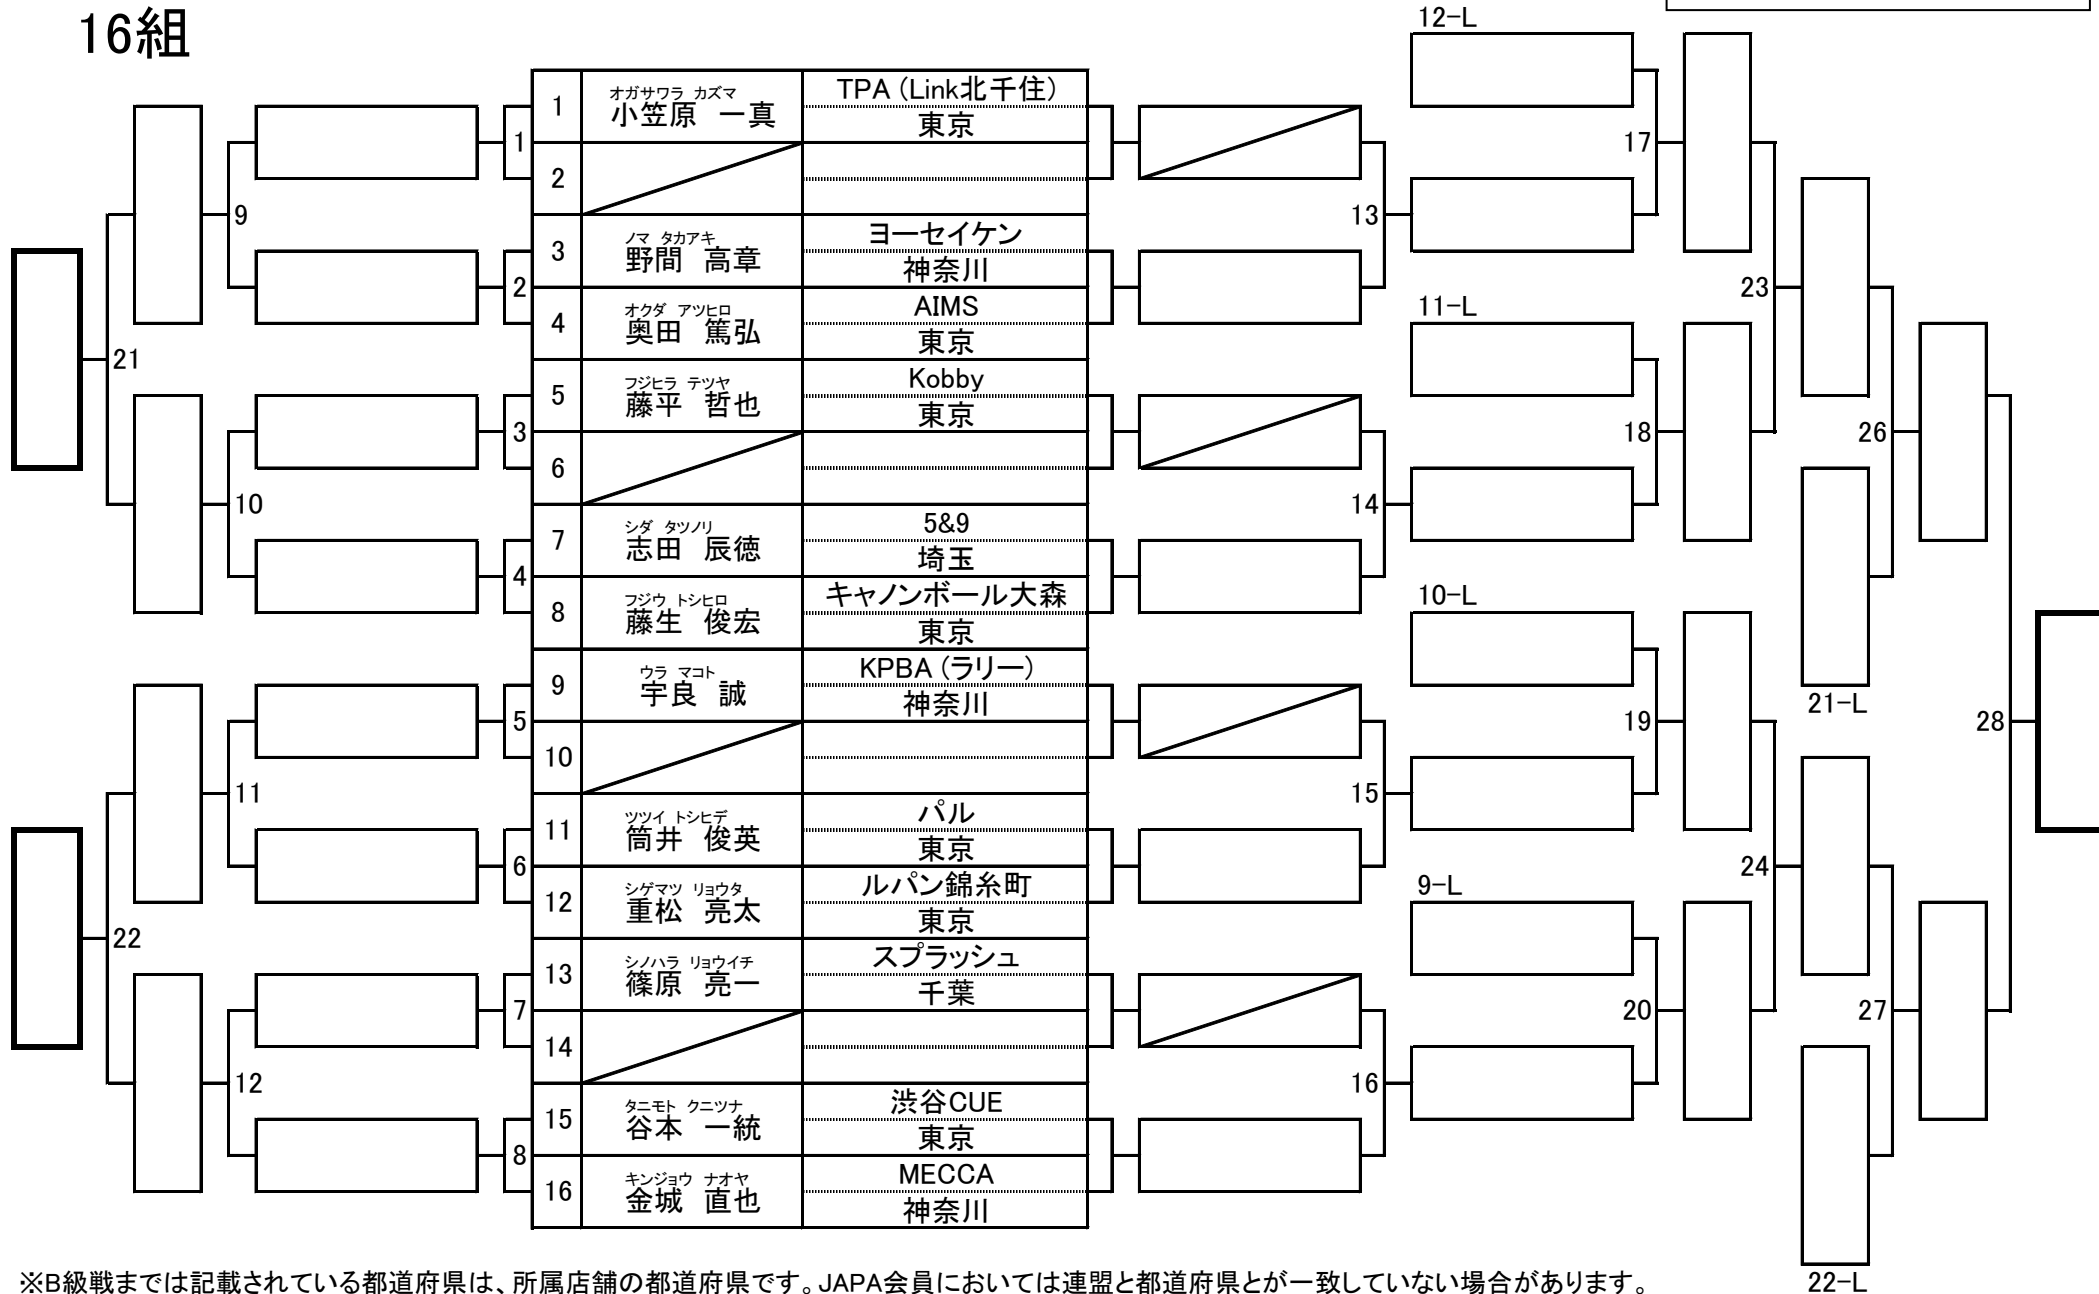 16組
12-L
1
オガサワラ カズマ
小笠原 一真
TPA (Link北千住)
東京
1
17
2
9
13
3
ノマ タカアキ
野間 高章
ヨーセイケン
神奈川
2
23
4
オクダ アツヒロ
奥田 篤弘
AIMS
東京
11-L
21
5
フジヒラ テツヤ
藤平 哲也
Kobby
東京
3
18
26
6
10
14
7
シダ タツノリ
志田 辰徳
5&9
埼玉
4
8
フジウ トシヒロ
藤生 俊宏
キャノンボール大森
東京
10-L
9
ウラ マコト
宇良 誠
KPBA (ラリー)
神奈川
21-L
5
19
28
10
11
15
11
ツツイ トシヒデ
筒井 俊英
パル
東京
6
24
12
シゲマツ リョウタ
重松 亮太
ルパン錦糸町
東京
9-L
22
13
シノハラ リョウイチ
篠原 亮一
スプラッシュ
千葉
7
20
27
14
12
16
15
タニモト クニツナ
谷本 一統
渋谷CUE
東京
8
16
キンジョウ ナオヤ
金城 直也
MECCA
神奈川
22-L
※B級戦までは記載されている都道府県は、所属店舗の都道府県です。JAPA会員においては連盟と都道府県とが一致していない場合があります。